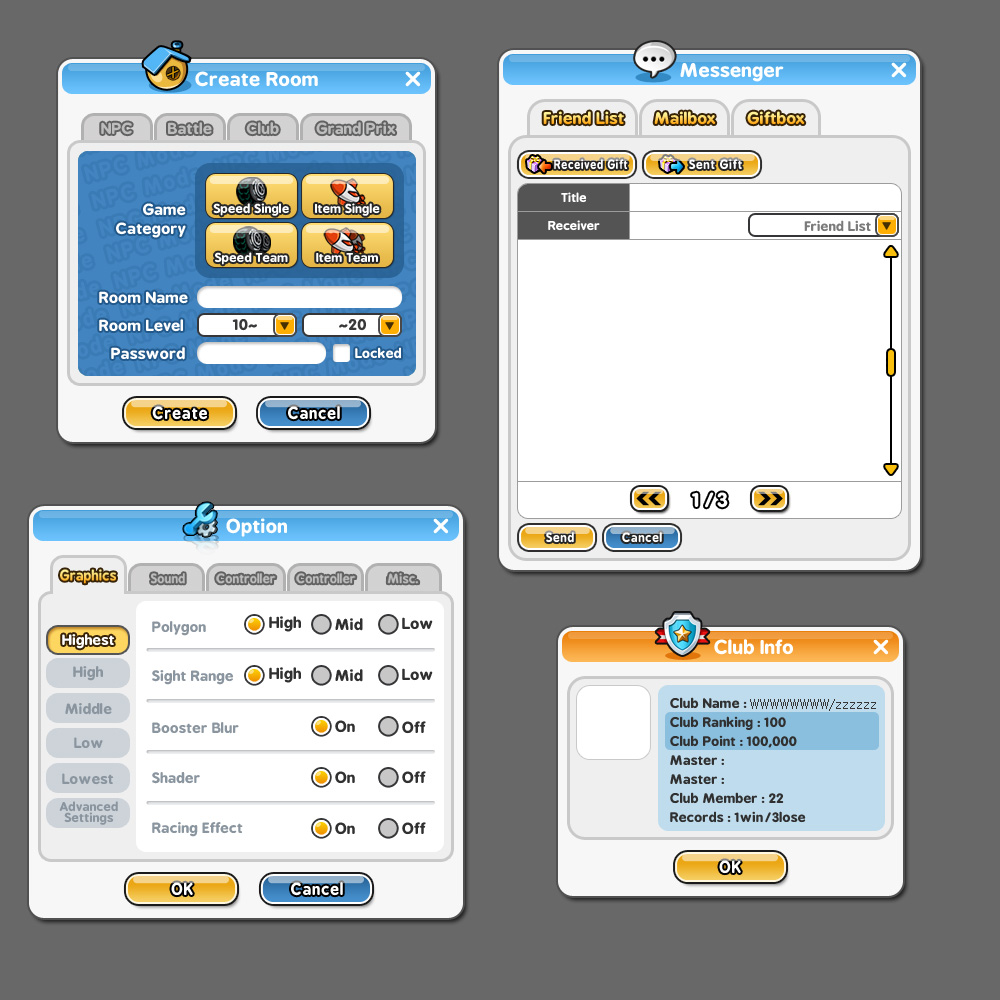 Create Room
NPC Battle Club Grand Prix
Game
Category
Speed Single Item Single
Speed Team Item Team
Room Name
Room Level 10~ ~20
Password Locked
Create Cancel
Messenger
Friend List Mailbox Giftbox
Received Gift Sent Gift
Title
Receiver Friend List
1/3
Send Cancel
Option
Graphics Sound Controller Controller Misc.
Highest
High
Middle
Low
Lowest
Advanced
Settings
Polygon High Mid Low
Sight Range High Mid Low
Booster Blur On Off
Shader On Off
Racing Effect On Off
OK Cancel
Club Info
Club Name : WWWWWWWW/zzzzzz
Club Ranking : 100
Club Point : 100,000
Master :
Master :
Club Member : 22
Records : 1win/3lose
OK